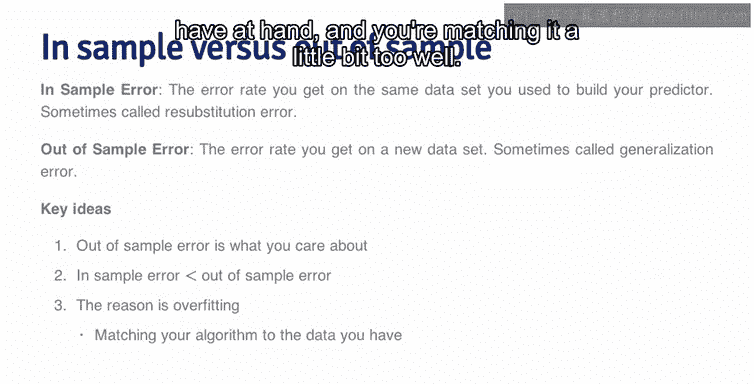 have at hand, and you're matching it a
little bit too well.
In sample versus out of sample
In Sample Error: The error rate you get on the same data set you used to build your predictor.
Sometimes called resubstitution error.
Out of Sample Error: The error rate you get on a new data set. Sometimes called generalization
error.
Key ideas
1. Out of sample error is what you care about
2. In sample error < out of sample error
3. The reason is overfitting
· Matching your algorithm to the data you have